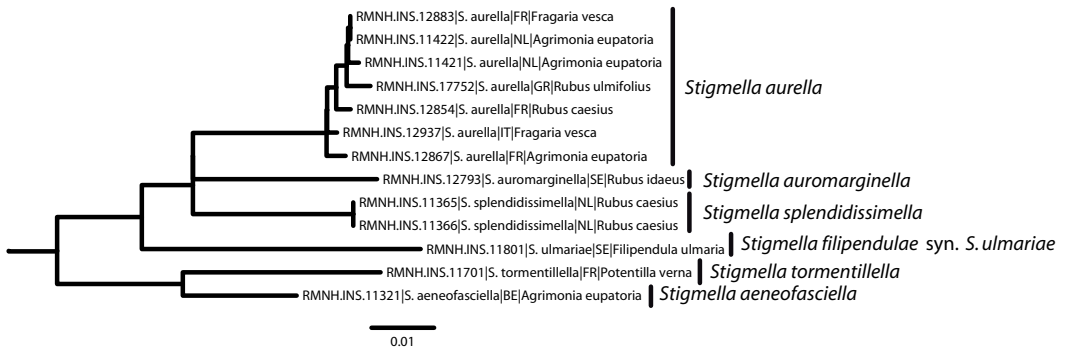 RMNH.INS.12883|S. aurella|FR|Fragaria vesca
RMNH.INS.11422|S. aurella|NL|Agrimonia eupatoria
RMNH.INS.11421|S. aurella|NL|Agrimonia eupatoria
RMNH.INS.17752|S. aurella|GR|Rubus ulmifolius
Stigmella aurella
RMNH.INS.12854|S. aurella|FR|Rubus caesius
RMNH.INS.12937|S. aurella|IT|Fragaria vesca
RMNH.INS.12867|S. aurella|FR|Agrimonia eupatoria
RMNH.INS.12793|S. auromarginella|SE|Rubus idaeus
Stigmella auromarginella
RMNH.INS.11365|S. splendidissimella|NL|Rubus caesius
Stigmella splendidissimella
RMNH.INS.11366|S. splendidissimella|NL|Rubus caesius
RMNH.INS.11801|S. ulmariae|SE|Filipendula ulmaria
Stigmella filipendulae syn. S. ulmariae
RMNH.INS.11701|S. tormentillella|FR|Potentilla verna
Stigmella tormentillella
RMNH.INS.11321|S. aeneofasciella|BE|Agrimonia eupatoria
Stigmella aeneofasciella
0.01